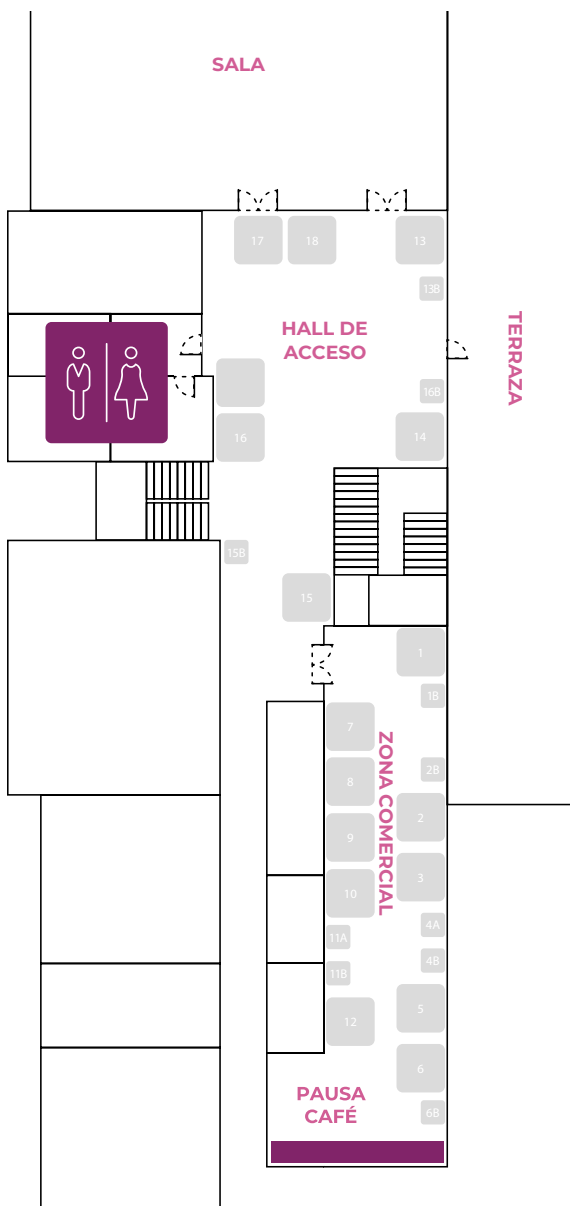 SALA
17
18
13
13B
HALL DE
ACCESO
TERRAZA
16B
16
14
15B
15
1
1B
7
ZONA COMERCIAL
2B
8
2
9
3
10
4A
11A
4B
11B
5
12
6
PAUSA
CAFÉ
6B